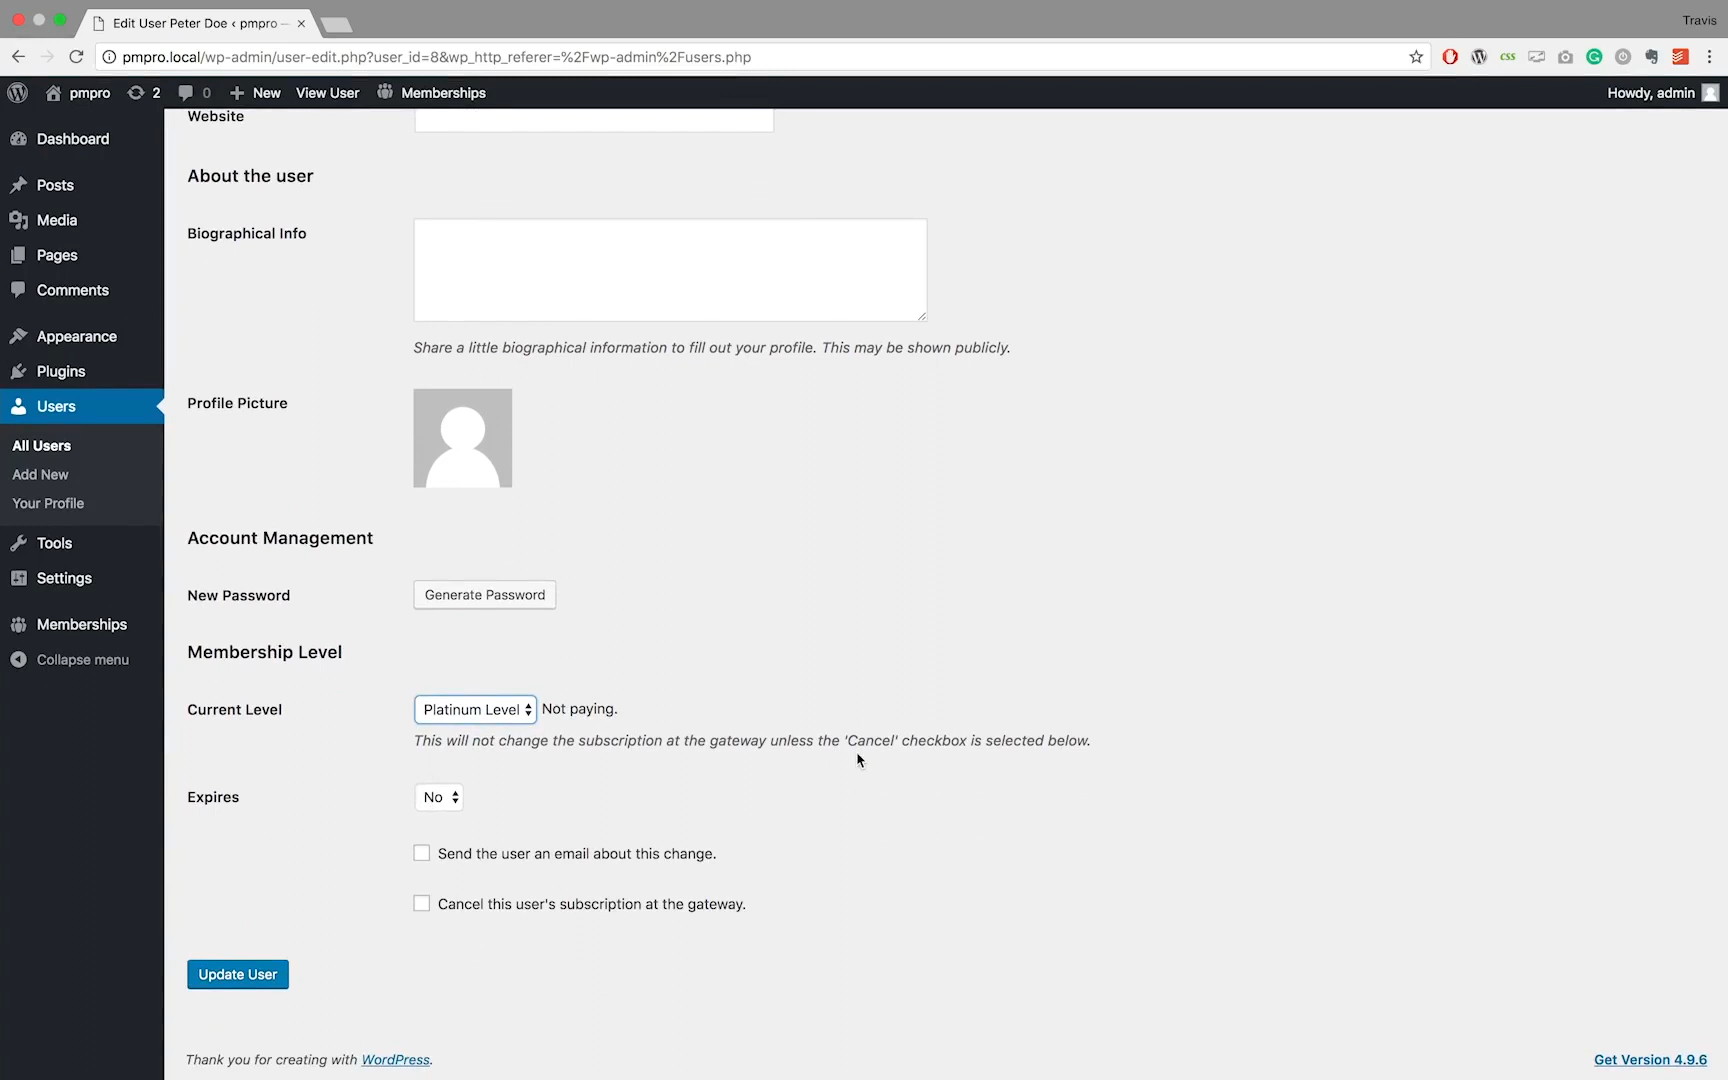 Edit User Peter Doe ‹ pmpro —
Travis
pmpro.local/wp-admin/user-edit.php?user_id=8&wp_http_referer=%2Fwp-admin%2Fusers.php
css
pmpro 2 0 New View User Memberships
Howdy, admin
Dashboard
Posts
Media
Pages
Comments
Appearance
Plugins
Users
All Users
Add New
Your Profile
Tools
Settings
Memberships
Collapse menu
Website
About the user
Biographical Info
Share a little biographical information to fill out your profile. This may be shown publicly.
Profile Picture
Account Management
New Password
Generate Password
Membership Level
Current Level
Platinum Level Not paying.
This will not change the subscription at the gateway unless the 'Cancel' checkbox is selected below.
Expires
No
Send the user an email about this change.
Cancel this user's subscription at the gateway.
Update User
Thank you for creating with WordPress.
Get Version 4.9.6